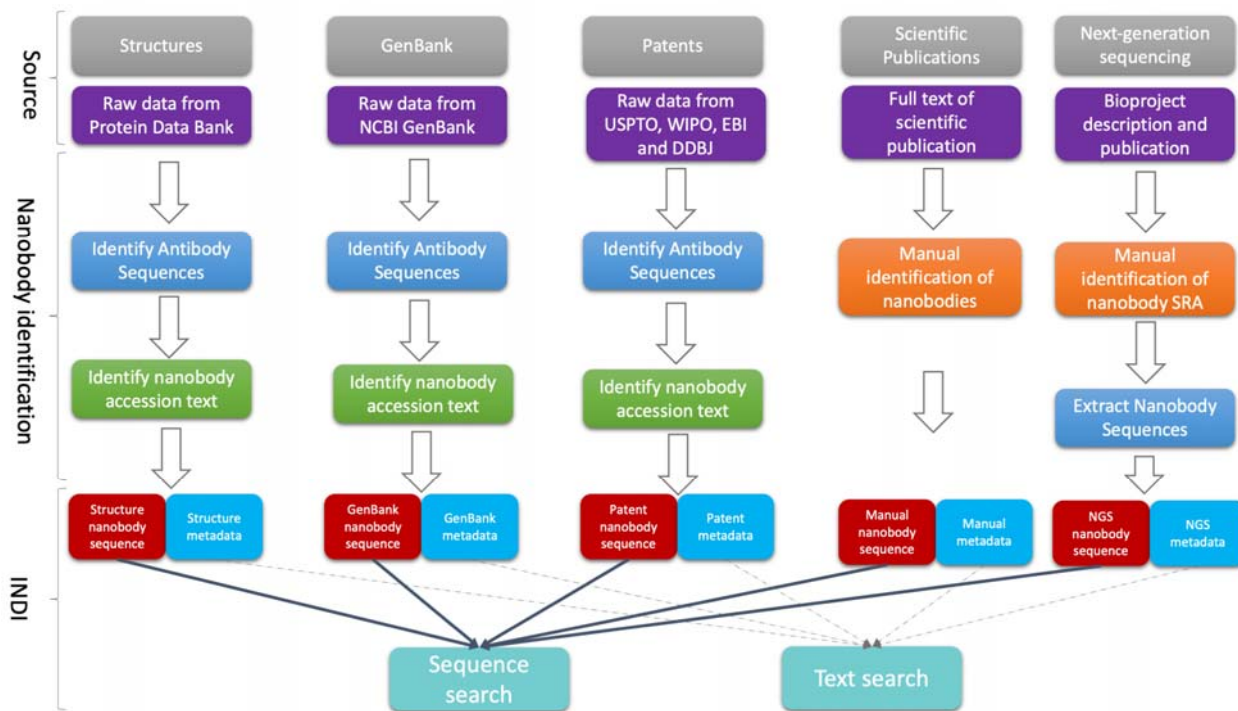 Source
Structures
GenBank
Patents
Scientific
Publications
Next-generation
sequencing
Raw data from
Protein Data Bank
Raw data from
NCBI GenBank
Raw data from
USPTO, WIPO, EBI
and DDBJ
Full text of
scientific
publication
Bioproject
description and
publication
Nanobody identification
Identify Antibody
Sequences
Identify Antibody
Sequences
Identify Antibody
Sequences
Manual
identification of
nanobodies
Manual
identification of
nanobody SRA
Identify nanobody
accession text
Identify nanobody
accession text
Identify nanobody
accession text
Extract Nanobody
Sequences
INDI
Structure
nanobody
sequence
Structure
metadata
GenBank
nanobody
sequence
GenBank
metadata
Patent
nanobody
sequence
Patent
metadata
Manual
nanobody
sequence
Manual
metadata
NGS
nanobody
sequence
NGS
metadata
Sequence
search
Text search